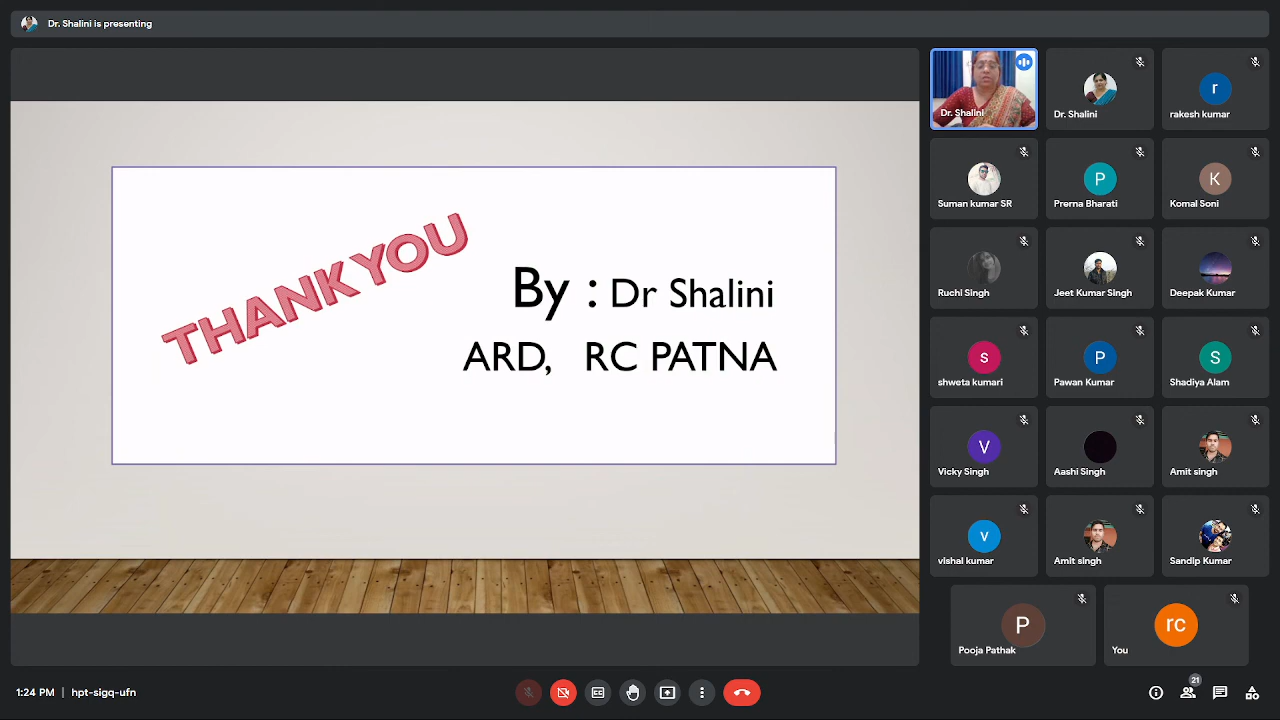 Dr. Shalini is presenting
THANK YOU
By : Dr Shalini
ARD, RC PATNA
Dr. Shalini
Dr. Shalini
r
rakesh kumar
Suman kumar SR
P
Prerna Bharati
K
Komal Soni
Ruchi Singh
Jeet Kumar Singh
Deepak Kumar
s
shweta kumari
P
Pawan Kumar
S
Shadiya Alam
V
Vicky Singh
Aashi Singh
Amit singh
v
vishal kumar
Amit singh
Sandip Kumar
P
Pooja Pathak
rc
You
1:24 PM | hpt-sigq-ufn
21